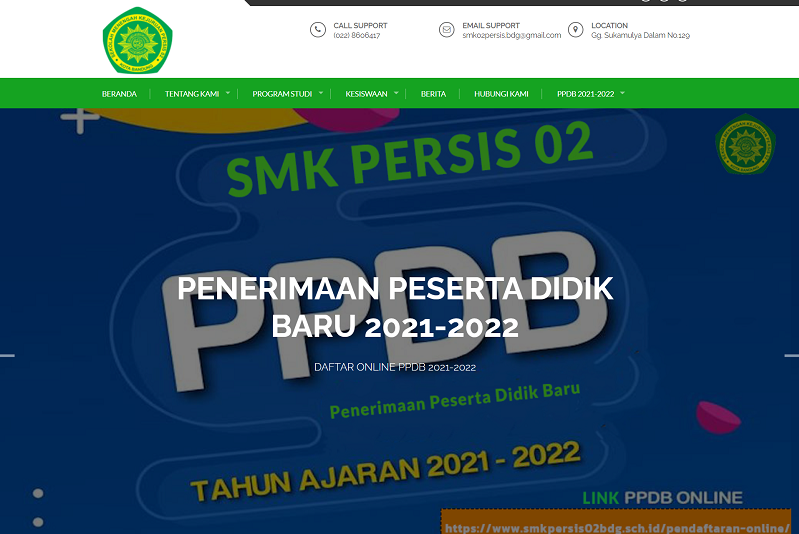 CALL SUPPORT
(022) 8606417
EMAIL SUPPORT
smk02persis.bdg@gmail.com
LOCATION
Gg. Sukamulya Dalam No.129
BERANDA
TENTANG KAMI
PROGRAM STUDI
KESISWAAN
BERITA
HUBUNGI KAMI
PPDB 2021-2022
SMK PERSIS 02
PPDB
PENERIMAAN PESERTA DIDIK
BARU 2021-2022
DAFTAR ONLINE PPDB 2021-2022
Penerimaan Peserta Didik Baru
TAHUN AJARAN 2021 - 2022
LINK PPDB ONLINE
https://www.smkpersis02bdg.sch.id/pendaftaran-online/